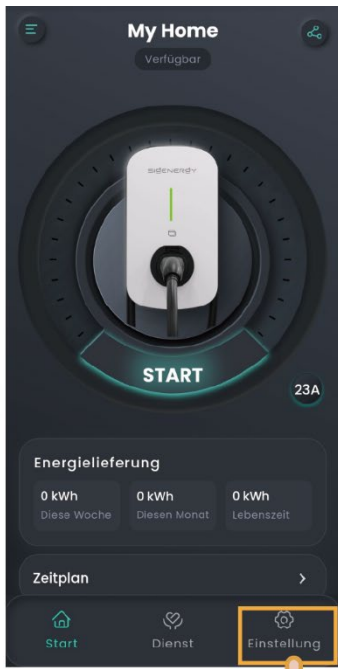 My Home
Verfügbar
SIGENERGY
START
23A
Energielieferung
0 kWh 0 kWh 0 kWh
Diese Woche Diesen Monat Lebenszeit
Zeitplan
Start Dienst Einstellung